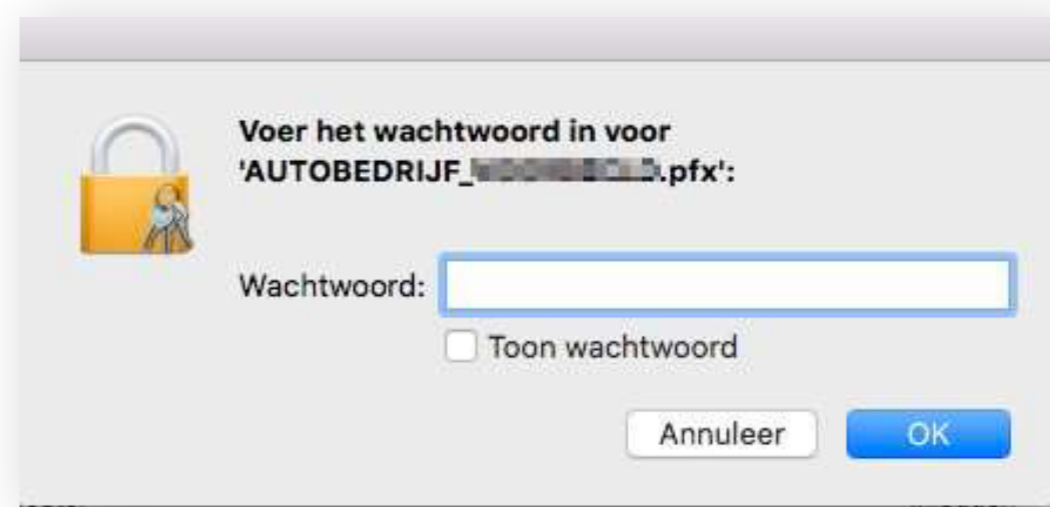 Voer het wachtwoord in voor
'AUTOBEDRIJF_ .pfx':
Wachtwoord:
Toon wachtwoord
Annuleer
OK